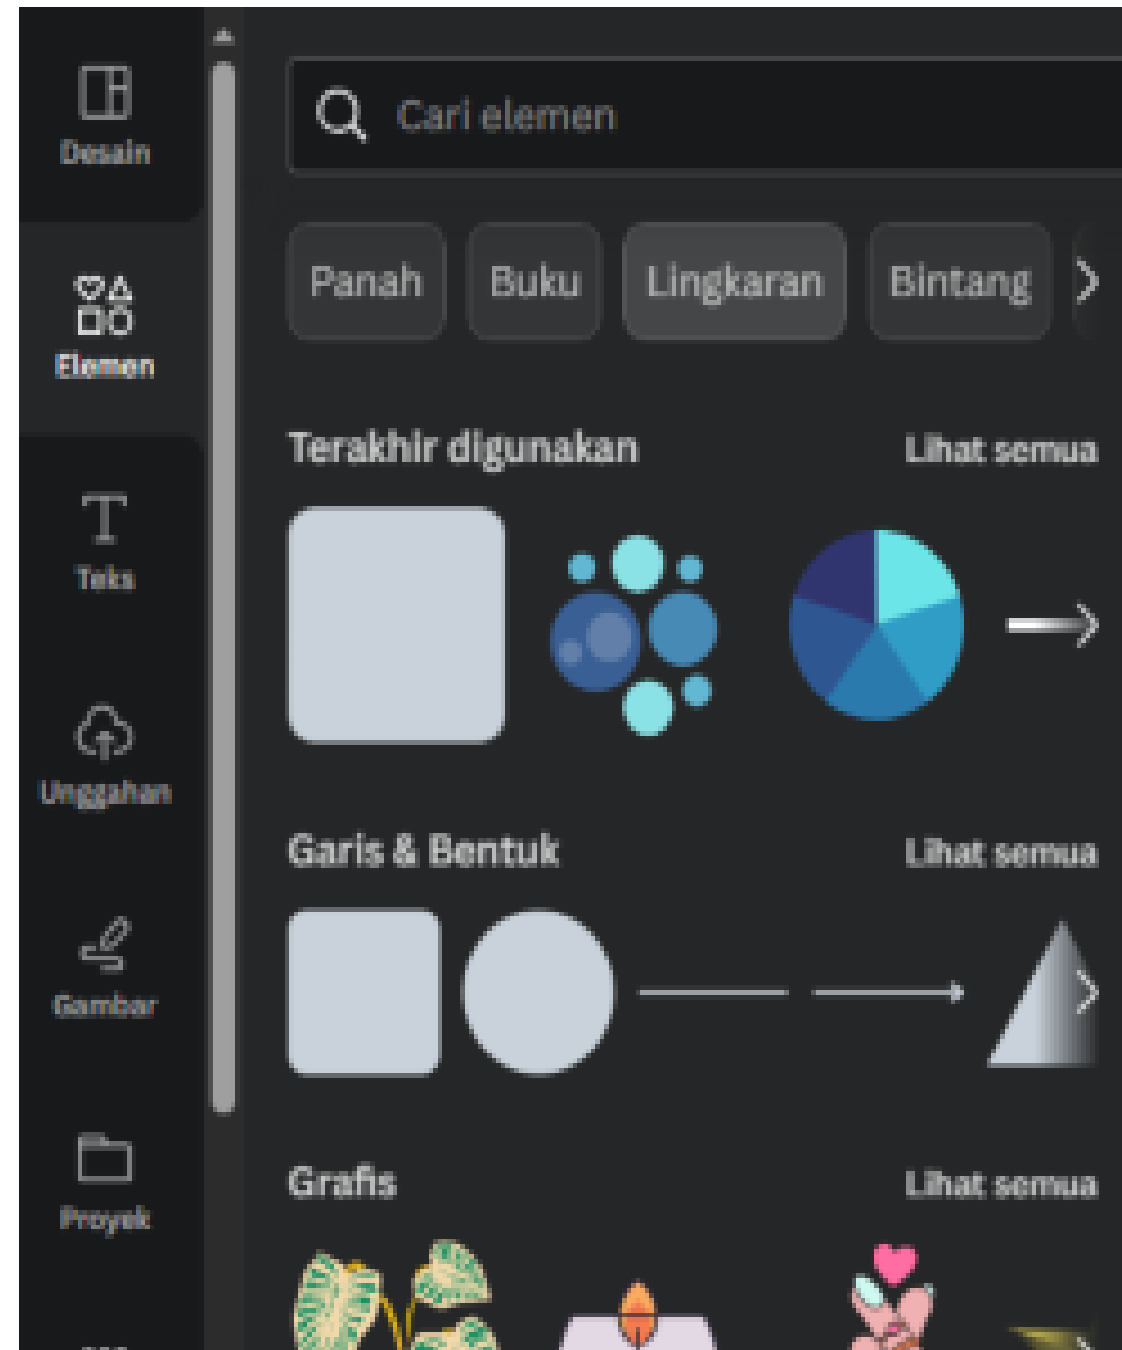 Desain
Elemen
Teks
Unggahan
Gambar
Proyek
Cari elemen
Panah
Buku
Lingkaran
Bintang
Terakhir digunakan
Lihat semua
Garis & Bentuk
Lihat semua
Grafis
Lihat semua